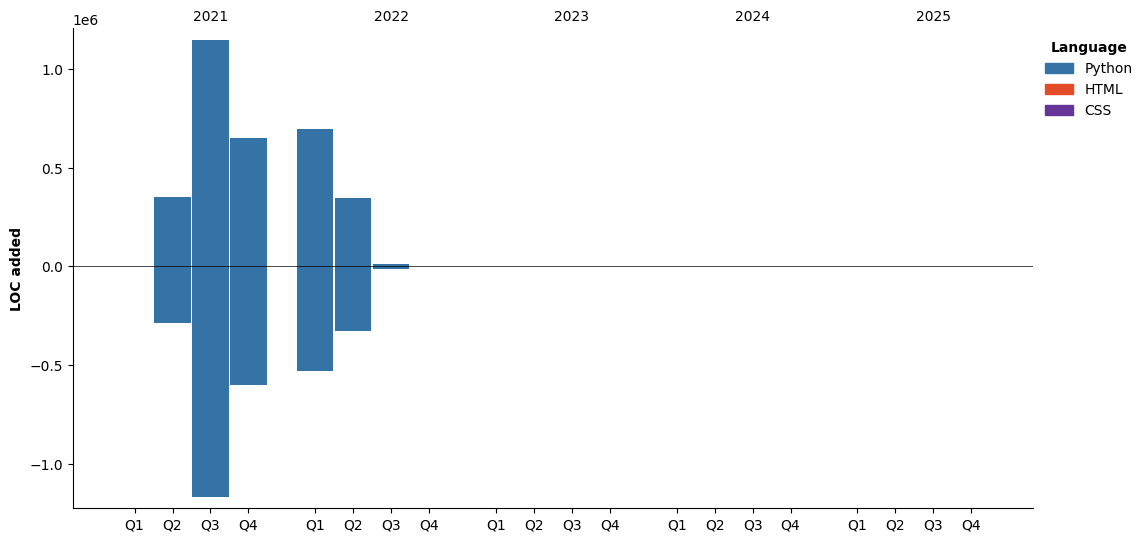 1e6
2021 2022 2023 2024 2025
Language
Python
HTML
CSS
1.0
0.5
0.0
−0.5
−1.0
LOC added
Q1 Q2 Q3 Q4 Q1 Q2 Q3 Q4 Q1 Q2 Q3 Q4 Q1 Q2 Q3 Q4 Q1 Q2 Q3 Q4